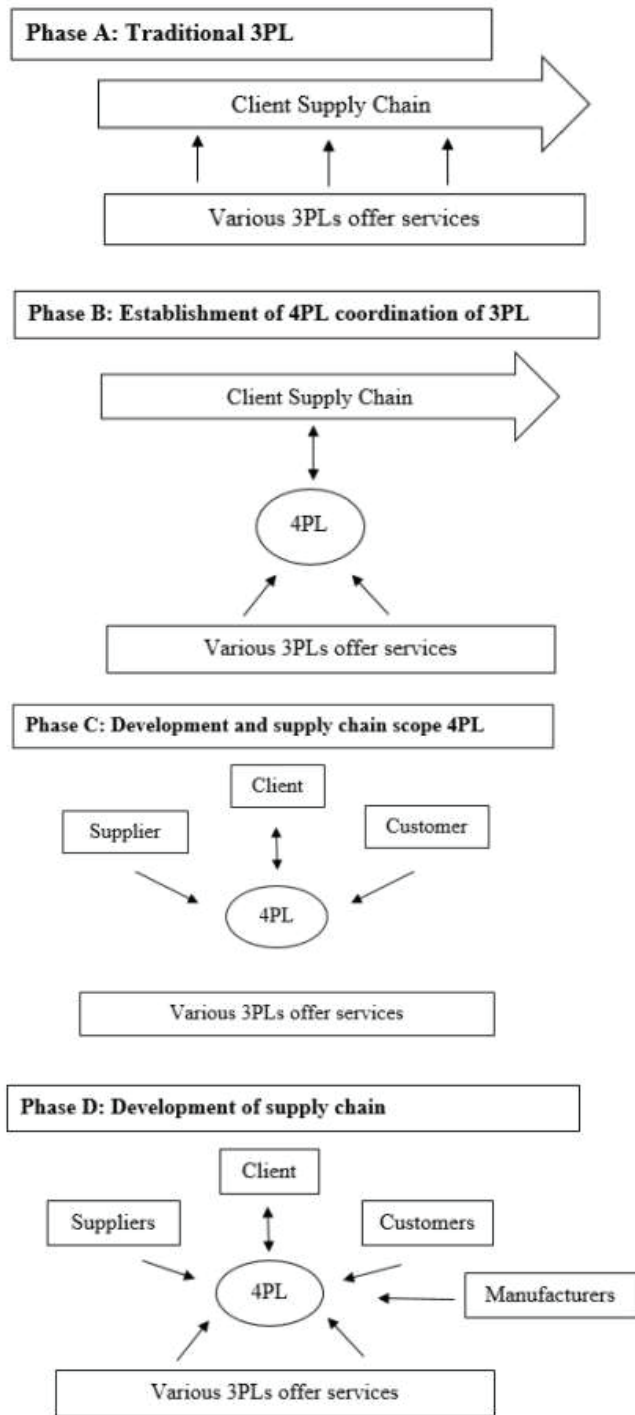 Phase A: Traditional 3PL
Client Supply Chain
Various 3PLs offer services
Phase B: Establishment of 4PL coordination of 3PL
Client Supply Chain
4PL
Various 3PLs offer services
Phase C: Development and supply chain scope 4PL
Client
Supplier
Customer
4PL
Various 3PLs offer services
Phase D: Development of supply chain
Client
Suppliers
Customers
4PL
Manufacturers
Various 3PLs offer services